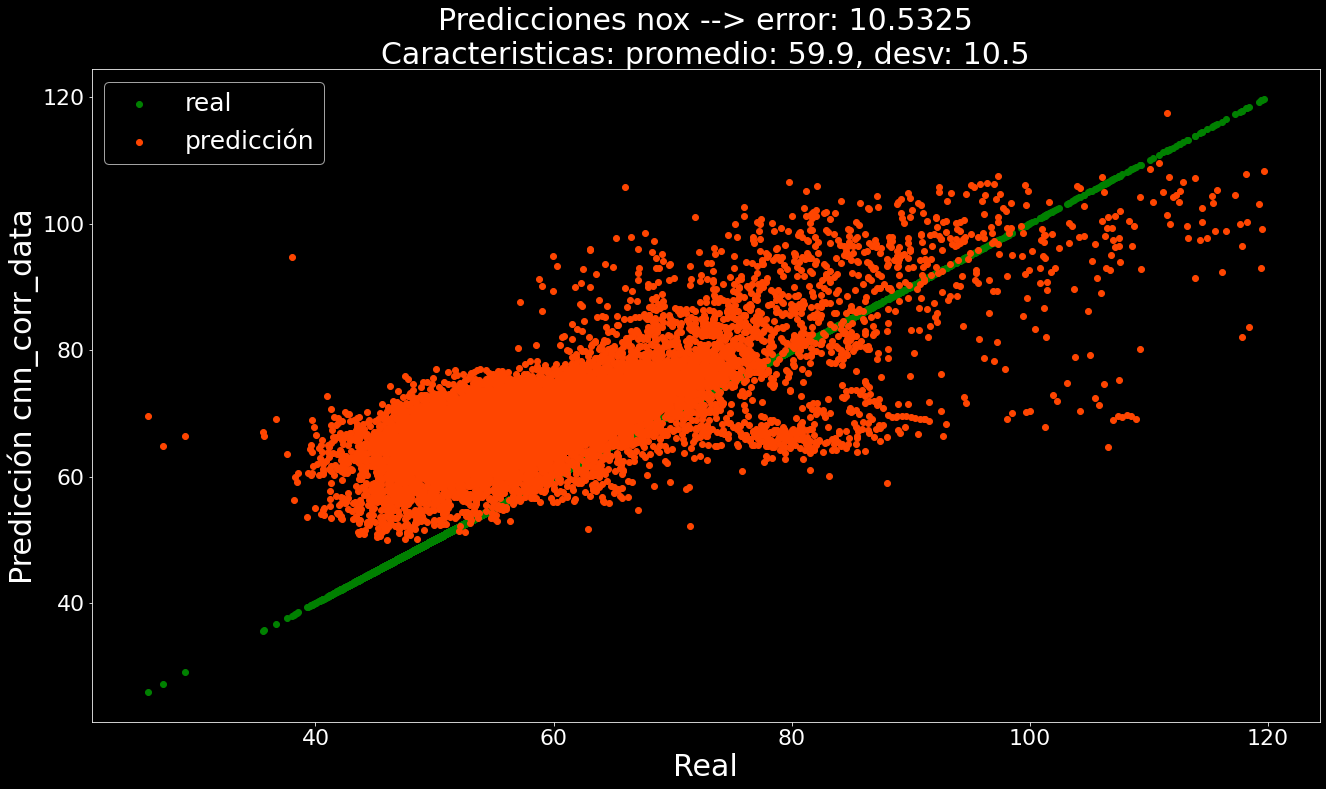 Predicciones nox --> error: 10.5325
Caracteristicas: promedio: 59.9, desv: 10.5
real
predicción
Predicción cnn_corr_data
120
100
80
60
40
40 60 80 100 120
Real